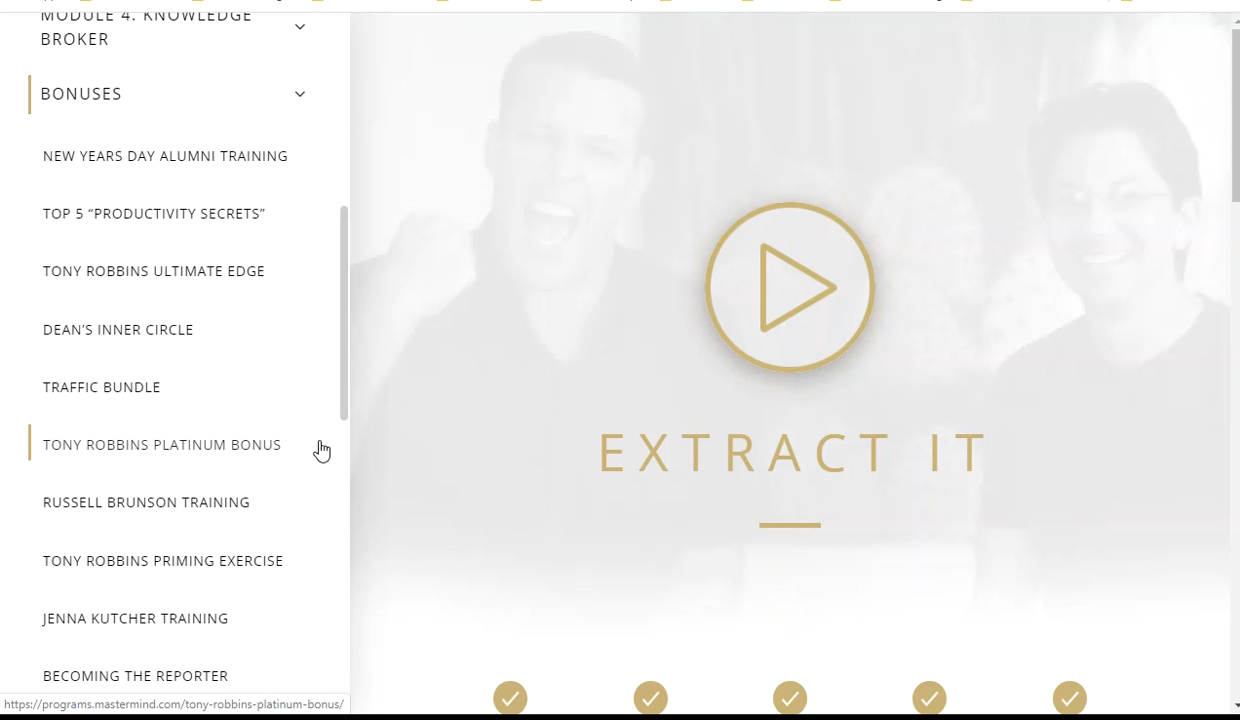 MODULE 4: KNOWLEDGE
BROKER
BONUSES
NEW YEARS DAY ALUMNI TRAINING
TOP 5 “PRODUCTIVITY SECRETS”
TONY ROBBINS ULTIMATE EDGE
DEAN’S INNER CIRCLE
TRAFFIC BUNDLE
TONY ROBBINS PLATINUM BONUS
RUSSELL BRUNSON TRAINING
TONY ROBBINS PRIMING EXERCISE
JENNA KUTCHER TRAINING
BECOMING THE REPORTER
https://programs.mastermind.com/tony-robbins-platinum-bonus/
EXTRACT IT